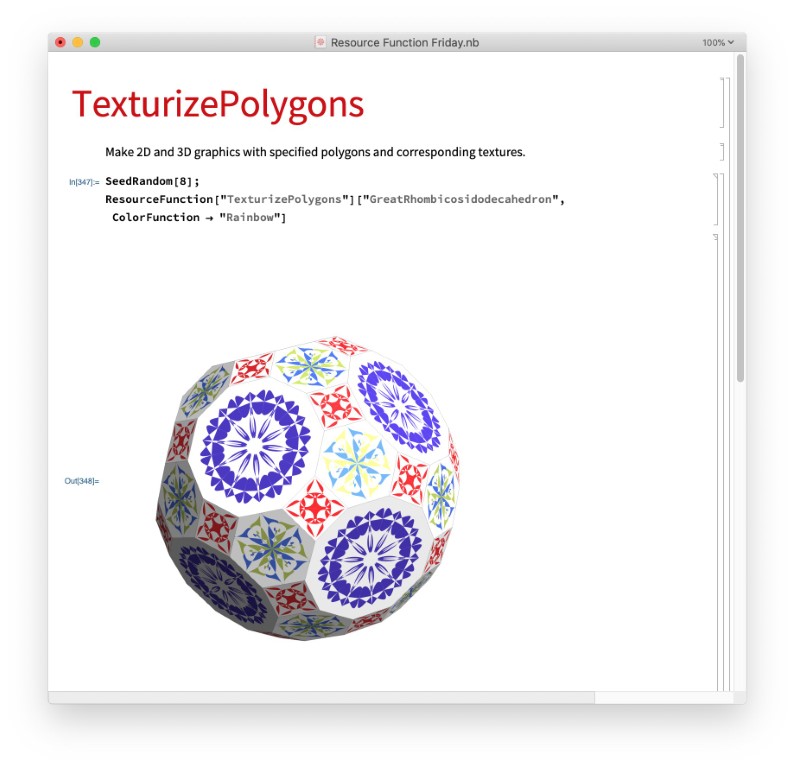 Resource Function Friday.nb
100%
TexturizePolygons
Make 2D and 3D graphics with specified polygons and corresponding textures.
In[347]:= SeedRandom[8];
ResourceFunction["TexturizePolygons"]["GreatRhombicosidodecahedron",
ColorFunction → "Rainbow"]
Out[348]=